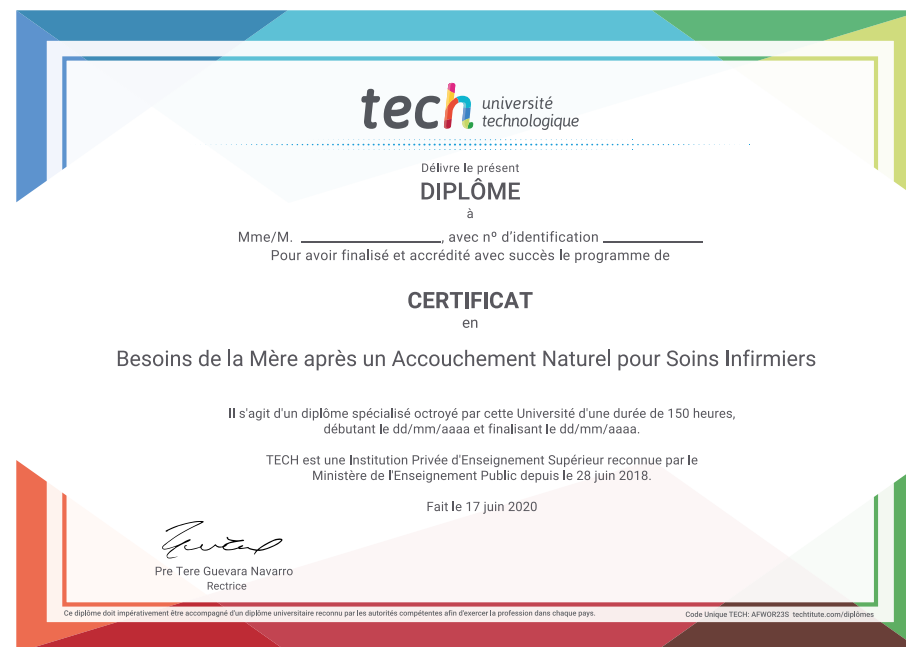 tech université
technologique
Délivre le présent
DIPLÔME
à
Mme/M. ____________________, avec nº d'identification ______________
Pour avoir finalisé et accrédité avec succès le programme de
CERTIFICAT
en
Besoins de la Mère après un Accouchement Naturel pour Soins Infirmiers
Il s'agit d'un diplôme spécialisé octroyé par cette Université d'une durée de 150 heures,
débutant le dd/mm/aaaa et finalisant le dd/mm/aaaa.
TECH est une Institution Privée d'Enseignement Supérieur reconnue par le
Ministère de l'Enseignement Public depuis le 28 juin 2018.
Fait le 17 juin 2020
Pre Tere Guevara Navarro
Rectrice
Ce diplôme doit impérativement être accompagné d'un diplôme universitaire reconnu par les autorités compétentes afin d'exercer la profession dans chaque pays.
Code Unique TECH: AFWOR23S techtitute.com/diplômes